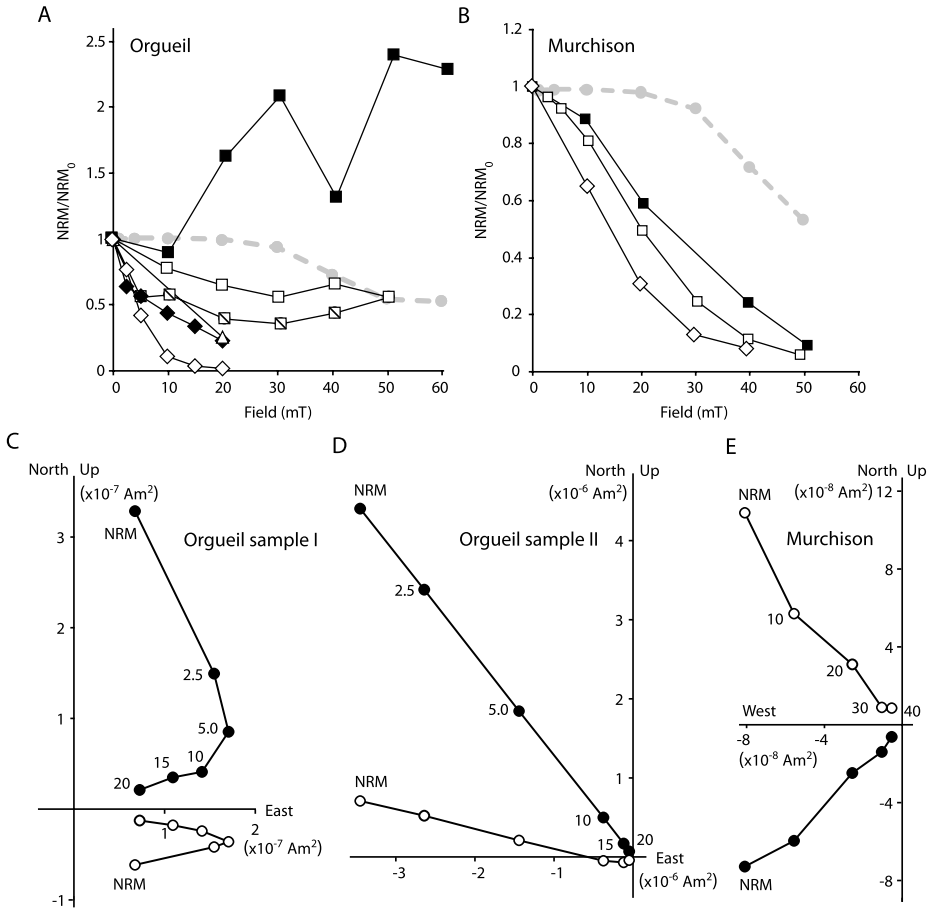 A
Orgueil
2.5
2
1.5
1
0.5
0
NRM/NRM0
0 10 20 30 40 50 60
Field (mT)
B
Murchison
1.2
1
0.8
0.6
0.4
0.2
0
NRM/NRM0
0 10 20 30 40 50 60
Field (mT)
C
North Up
(x10-7 Am2)
NRM
Orgueil sample I
3
2
1
-1
2.5
5.0
10
15
20
East
1 2
(x10-7 Am2)
NRM
D
North Up
(x10-6 Am2)
NRM
Orgueil sample II
4
3
2
1
2.5
5.0
10
15
20
NRM
East
-3 -2 -1
(x10-6 Am2)
E
North Up
(x10-8 Am2)
12
NRM
Murchison
8
4
10
20
30
40
West
-8 -4
(x10-8 Am2)
-4
-8
NRM